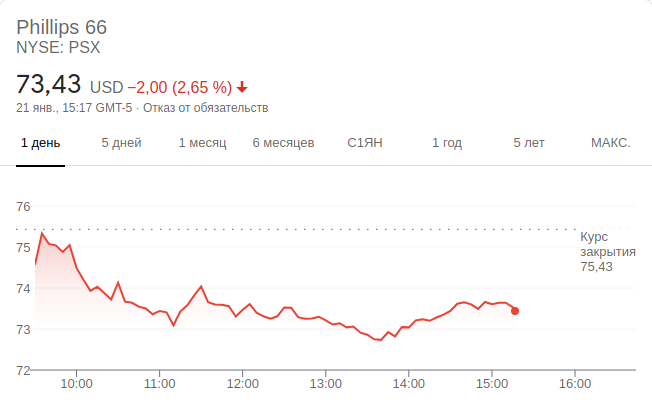 Phillips 66
NYSE: PSX
73,43 USD −2,00 (2,65 %)
21 янв., 15:17 GMT-5 · Отказ от обязательств
1 день 5 дней 1 месяц 6 месяцев С1ЯН 1 год 5 лет МАКС.
76
75
74
73
72
Курс
закрытия
75,43
10:00 11:00 12:00 13:00 14:00 15:00 16:00